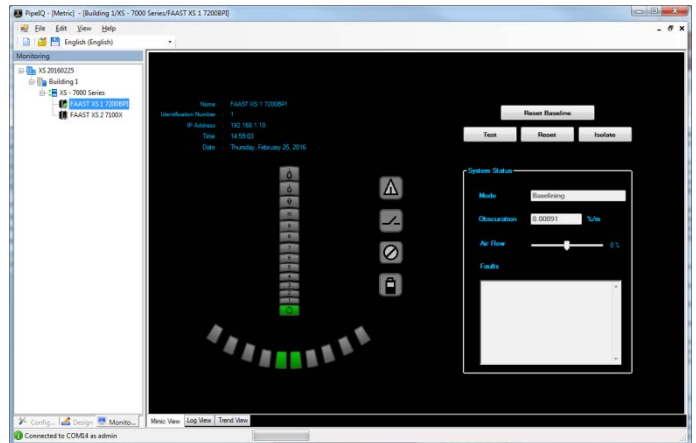 PipeIQ - [Metric] - [Building 1/XS - 7000 Series/FAAST XS 1 7200BPI]
File Edit View Help
English (English)
Monitoring
XS 20160225
Building 1
XS - 7000 Series
FAAST XS 1 7200BPI
FAAST XS 2 7100X
Name : FAAST XS 1 7200BPI
Identification Number : 1
IP Address : 192.168.1.10
Time : 14:59:03
Date : Thursday, February 25, 2016
Reset Baseline
Test Reset Isolate
System Status
Mode Baselining
Obscuration 0.00091 %/m
Air Flow 0 %
Faults
Config... Design Monito...
Mimic View Log View Trend View
Connected to COM14 as admin